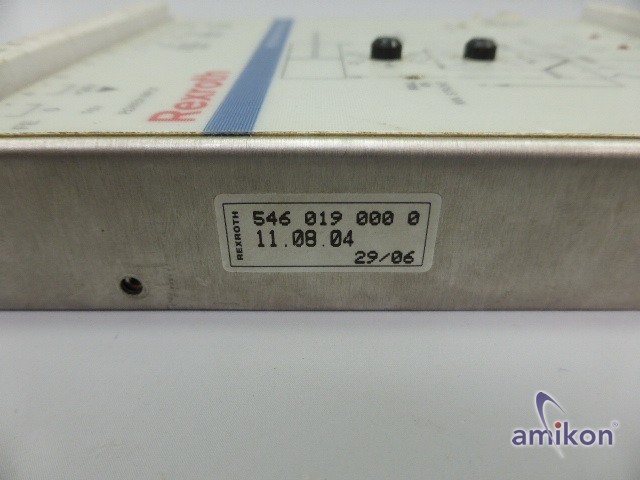 Rexroth
REXROTH
546 019 000 0
11.08.04
29/06
amikon